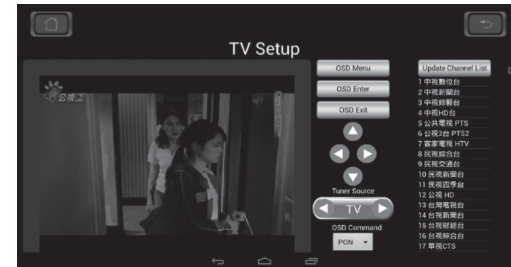 TV Setup
公視2
OSD Menu
OSD Enter
OSD Exit
Tuner Source
TV
OSD Command
PON
Update Channel List
1 中視數位台
2 中視新聞台
3 中視綜藝台
4 中視HD台
5 公共電視 PTS
6 公視2台 PTS2
7 客家電視 HTV
8 民視綜合台
9 民視交通台
10 民視新聞台
11 民視四季台
12 公視 HD
13 台灣電視台
14 台視新聞台
15 台視財經台
16 台視綜合台
17 華視CTS